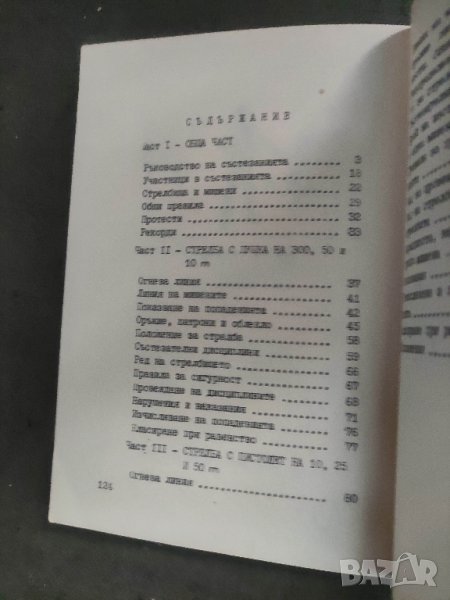 СЪДЪРЖАНИЕ
Част I - ОБЩА ЧАСТ
Ръководство на състезанията ........ 3
Участници в състезанията ........ 18
Стрелбища и мишени ........ 22
Общи правила ........ 29
Протести ........ 32
Рекорди ........ 33
Част II - СТРЕЛБА С ПУШКА НА 300, 50 и
10 m
Огнева линия ........ 37
Линия на мишените ........ 41
Показване на попаденията ........ 42
Оръжие, патрони и облекло ........ 45
Положение за стрелба ........ 58
Състезателни дисциплини ........ 59
Ред на стрелбището ........ 66
Правила за сигурност ........ 67
Провеждане на дисциплините ........ 68
Нарушения и наказания ........ 71
Изчисляване на попаденията ........ 76
Класиране при равенство ........ 77
Част III - СТРЕЛБА С ПИСТОЛЕТ НА 10, 25
И 50 m
Огнева линия ........ 80
124
BAZAR